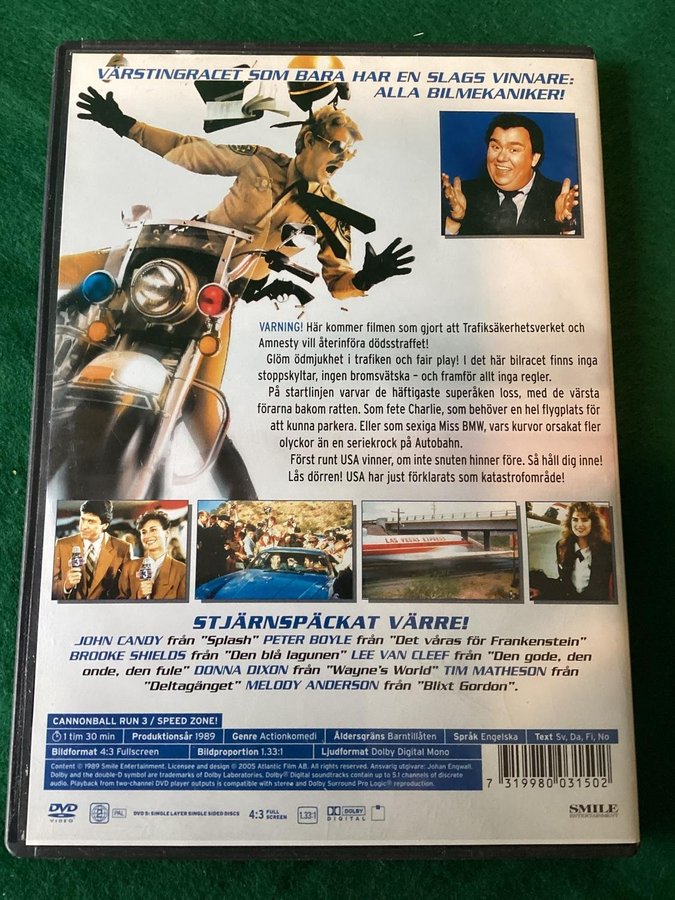 VÄRSTINGRACET SOM BARA HAR EN SLAGS VINNARE:
ALLA BILMEKANIKER!
VARNING! Här kommer filmen som gjort att Trafiksäkerhetsverket och
Amnesty vill återinföra dödsstraffet!
Glöm ödmjukhet i trafiken och fair play! I det här bilracet finns inga
stoppskyltar, ingen bromsvätska – och framför allt inga regler.
På startlinjen varvar de häftigaste superåken loss, med de värsta
förarna bakom ratten. Som fete Charlie, som behöver en hel flygplats för
att kunna parkera. Eller som sexiga Miss BMW, vars kurvor orsakat fler
olyckor än en seriekrock på Autobahn.
Först runt USA vinner, om inte snuten hinner före. Så håll dig inne!
Lås dörren! USA har just förklarats som katastrofområde!
3
3
LAS VEGAS EXPRESS
STJÄRNSPÄCKAT VÄRRE!
JOHN CANDY från "Splash" PETER BOYLE från "Det våras för Frankenstein"
BROOKE SHIELDS från "Den blå lagunen" LEE VAN CLEEF från "Den gode, den
onde, den fule" DONNA DIXON från "Wayne's World" TIM MATHESON från
"Deltagänget" MELODY ANDERSON från "Blixt Gordon".
CANNONBALL RUN 3 / SPEED ZONE!
1 tim 30 min Produktionsår 1989 Genre Actionkomedi Åldersgräns Barntillåten Språk Engelska Text Sv, Da, Fi, No
Bildformat 4:3 Fullscreen Bildproportion 1.33:1 Ljudformat Dolby Digital Mono
Content © 1989 Smile Entertainment. Licensee and design © 2005 Atlantic Film AB. All rights reserved. Ansvarig utgivare: Johan Engwall.
Dolby and the double-D symbol are trademarks of Dolby Laboratories. Dolby® Digital soundtracks contain up to 5.1 channels of discrete
audio. Playback from two-channel DVD player outputs is compatible with stereo and Dolby Surround Pro Logic® reproduction.
7 319980 031502
DVD VIDEO PAL DVD 5: SINGLE LAYER SINGLE SIDED DISCS 4:3 FULL SCREEN 1.33:1 DOLBY DIGITAL SMILE ENTERTAINMENT